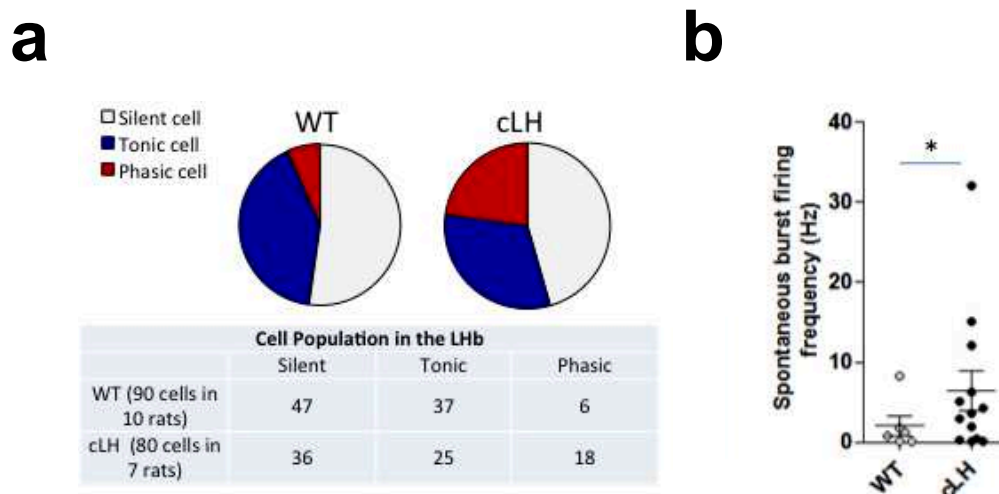 a
b
Silent cell
Tonic cell
Phasic cell
WT
cLH
Cell Population in the LHb
Silent Tonic Phasic
WT (90 cells in
10 rats)
47 37 6
cLH (80 cells in
7 rats)
36 25 18
Spontaneous burst firing
frequency (Hz)
40
30
20
10
0
*
WT
cLH